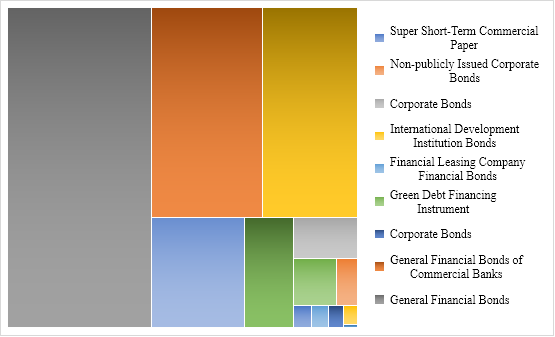 Super Short-Term Commercial
Paper
Non-publicly Issued Corporate
Bonds
Corporate Bonds
International Development
Institution Bonds
Financial Leasing Company
Financial Bonds
Green Debt Financing
Instrument
Corporate Bonds
General Financial Bonds of
Commercial Banks
General Financial Bonds